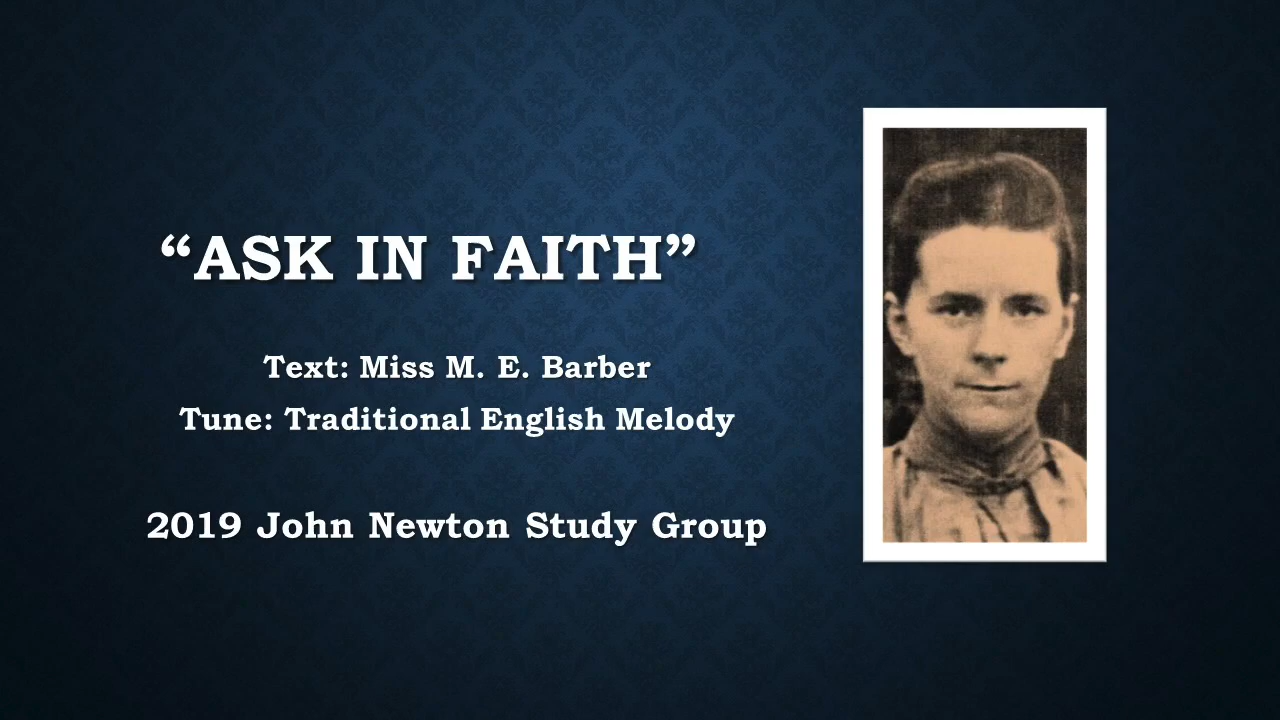 “ASK IN FAITH”
Text: Miss M. E. Barber
Tune: Traditional English Melody
2019 John Newton Study Group